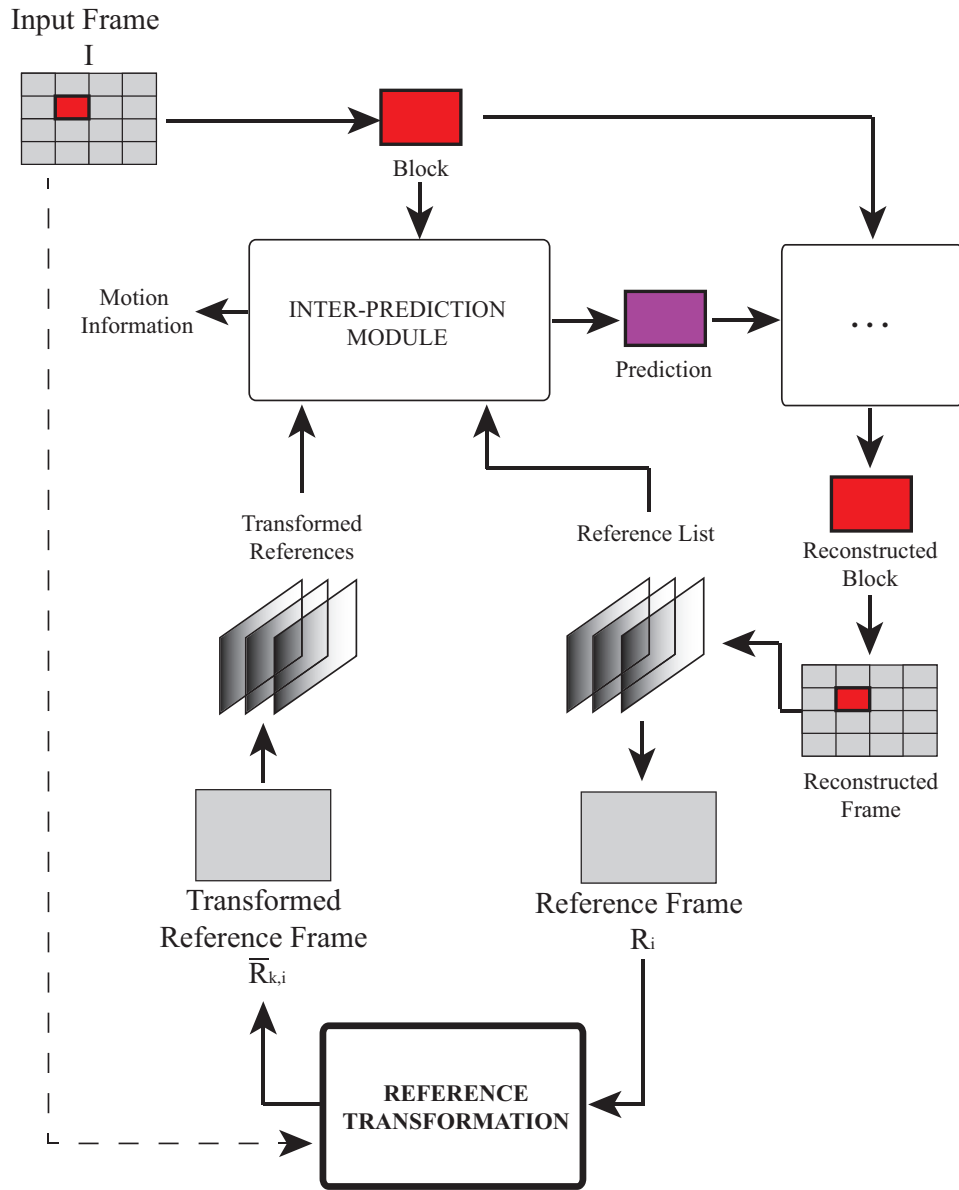 Input Frame
I
Block
Motion
Information
INTER-PREDICTION
MODULE
Prediction
...
Transformed
References
Reference List
Reconstructed
Block
Reconstructed
Frame
Transformed
Reference Frame
R̅k,i
Reference Frame
Ri
REFERENCE
TRANSFORMATION